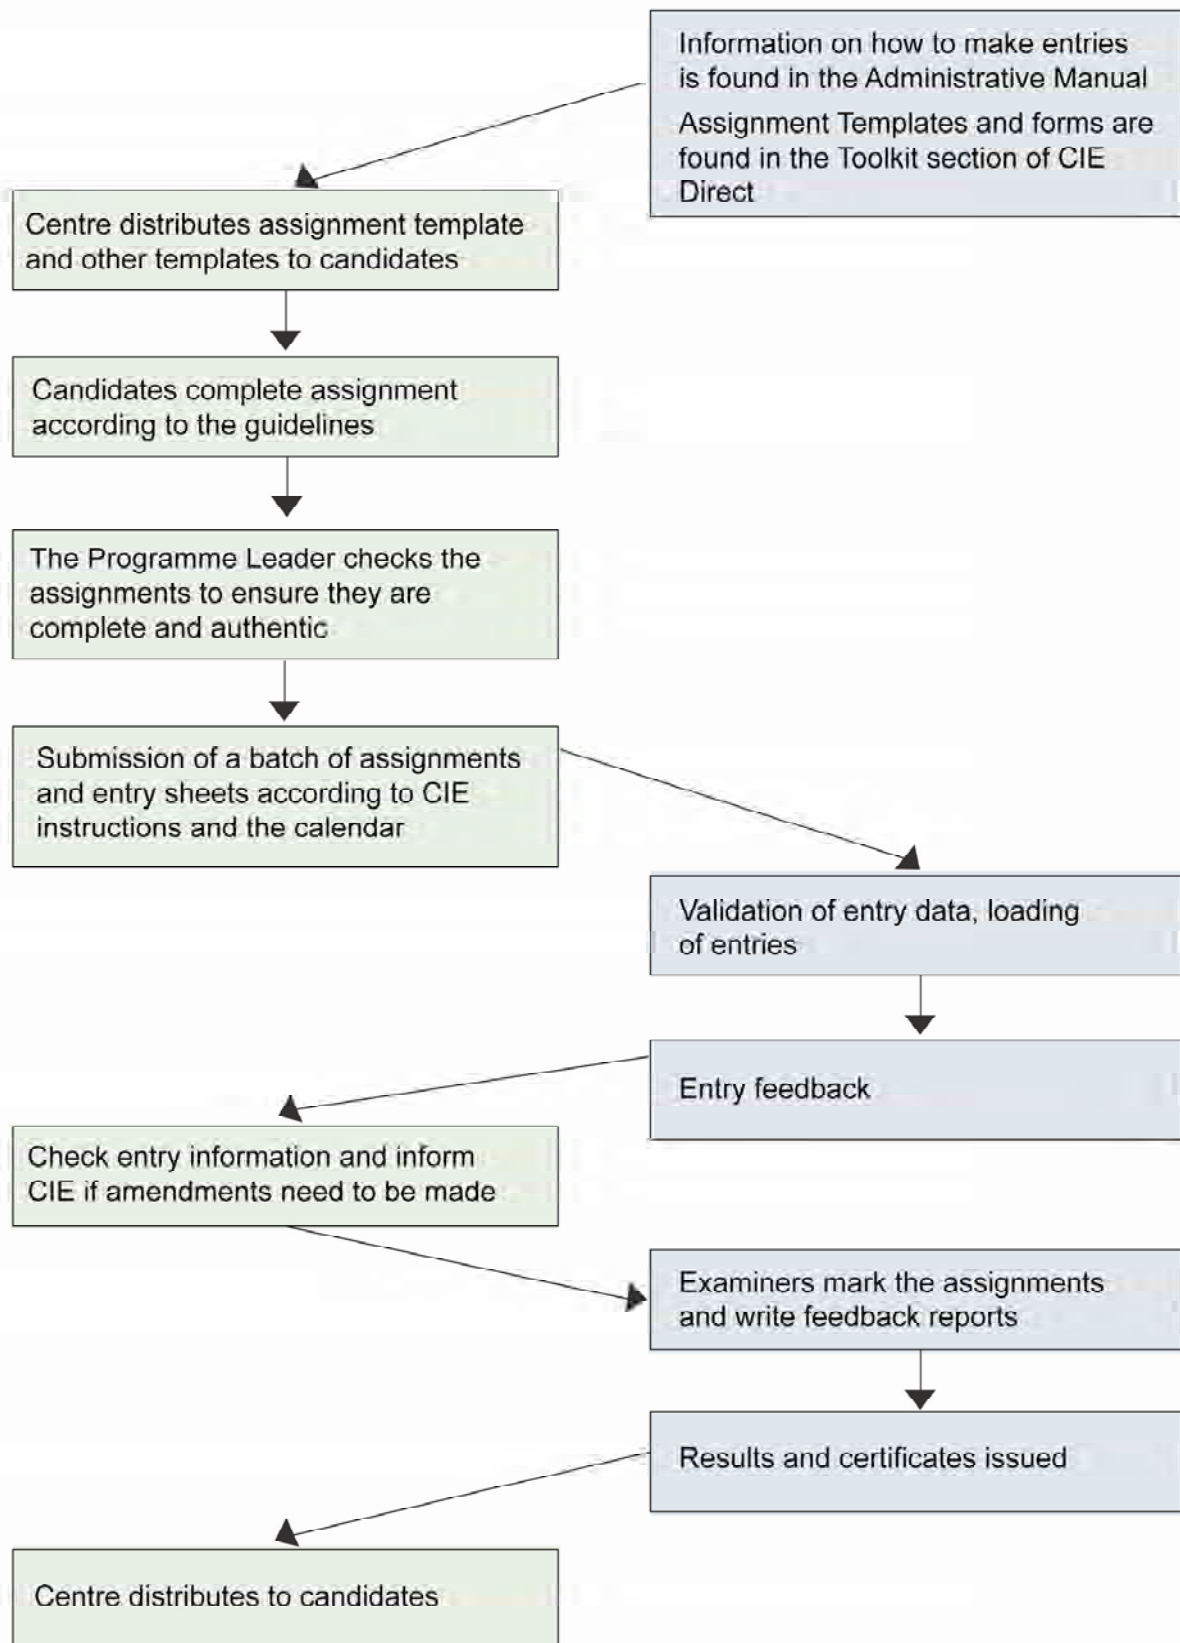 Information on how to make entries
is found in the Administrative Manual
Assignment Templates and forms are
found in the Toolkit section of CIE
Direct
Centre distributes assignment template
and other templates to candidates
Candidates complete assignment
according to the guidelines
The Programme Leader checks the
assignments to ensure they are
complete and authentic
Submission of a batch of assignments
and entry sheets according to CIE
instructions and the calendar
Validation of entry data, loading
of entries
Entry feedback
Check entry information and inform
CIE if amendments need to be made
Examiners mark the assignments
and write feedback reports
Results and certificates issued
Centre distributes to candidates